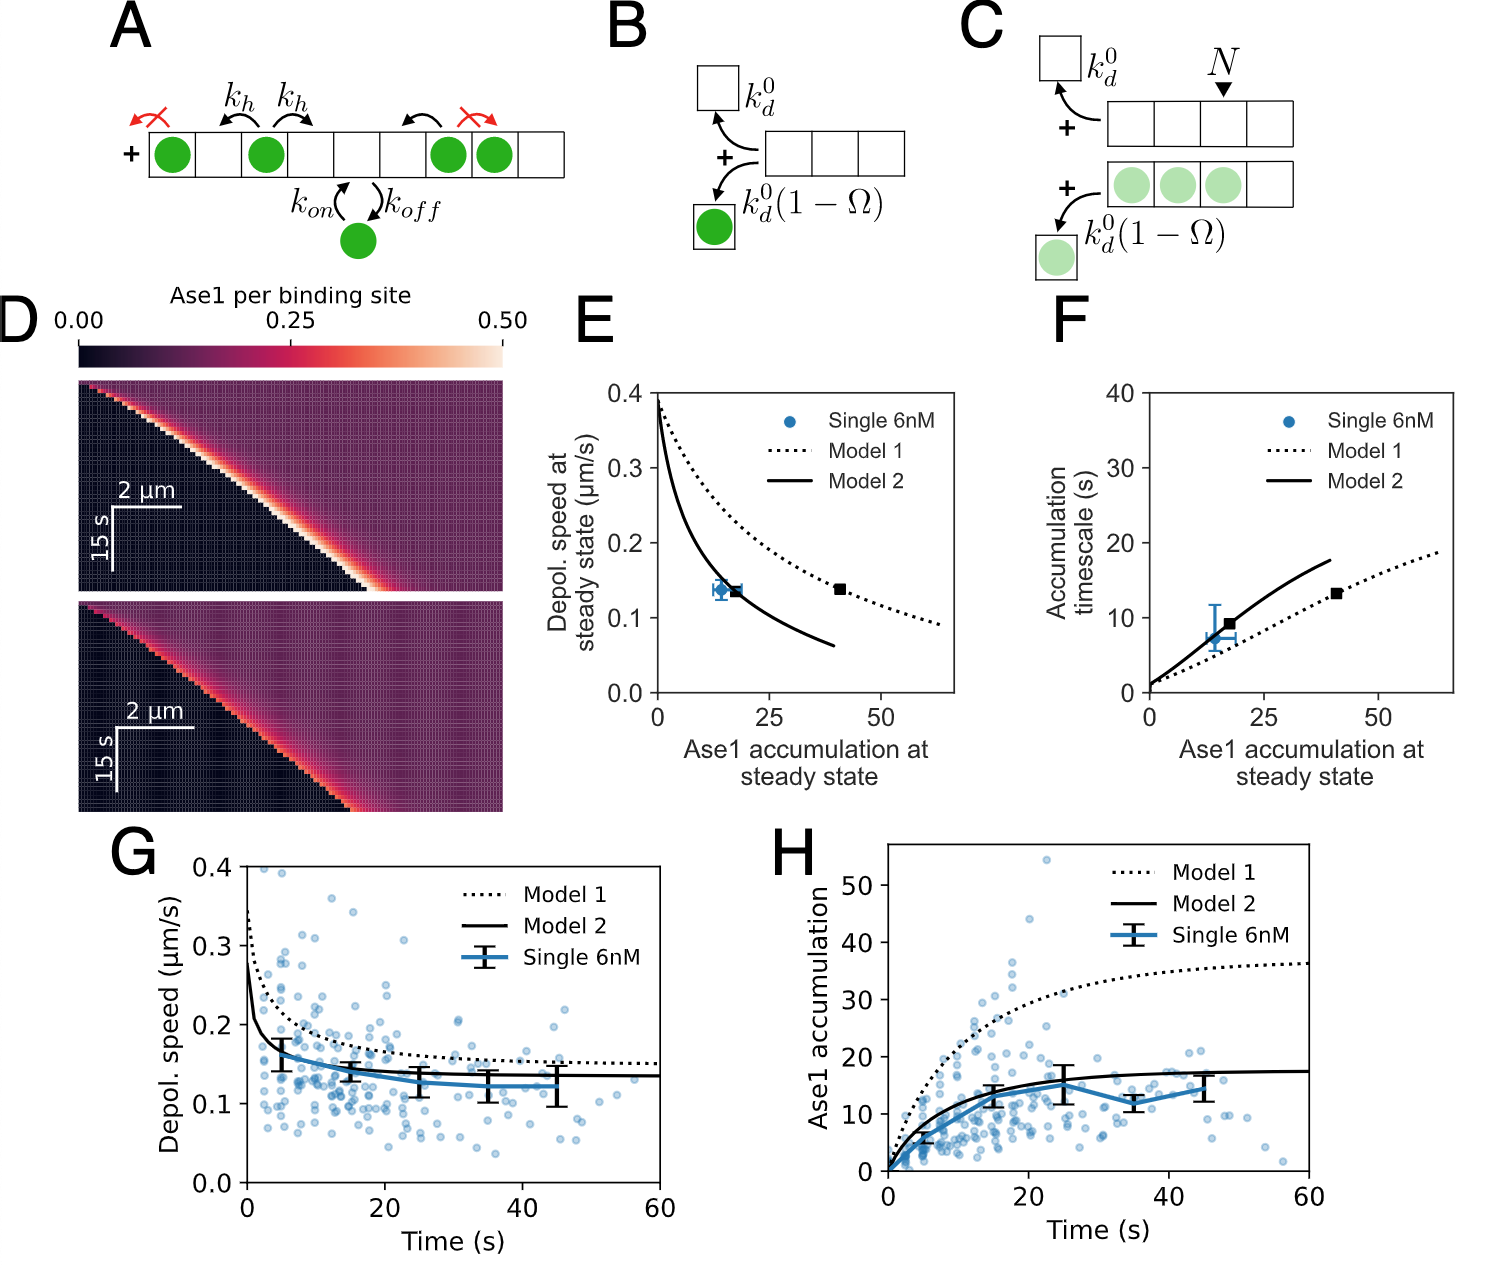 A
k_h k_h
+
k_on k_off
B
k_d^0
+
k_d^0(1 − Ω)
C
k_d^0
N
+
+
k_d^0(1 − Ω)
D
Ase1 per binding site
0.00 0.25 0.50
2 μm
15 s
2 μm
15 s
E
Depol. speed at
steady state (μm/s)
0.4
0.3
0.2
0.1
0.0
Single 6nM
Model 1
Model 2
0 25 50
Ase1 accumulation at
steady state
F
Accumulation
timescale (s)
40
30
20
10
0
Single 6nM
Model 1
Model 2
0 25 50
Ase1 accumulation at
steady state
G
Depol. speed (μm/s)
0.4
0.3
0.2
0.1
0.0
Model 1
Model 2
Single 6nM
0 20 40 60
Time (s)
H
Ase1 accumulation
50
40
30
20
10
0
Model 1
Model 2
Single 6nM
0 20 40 60
Time (s)